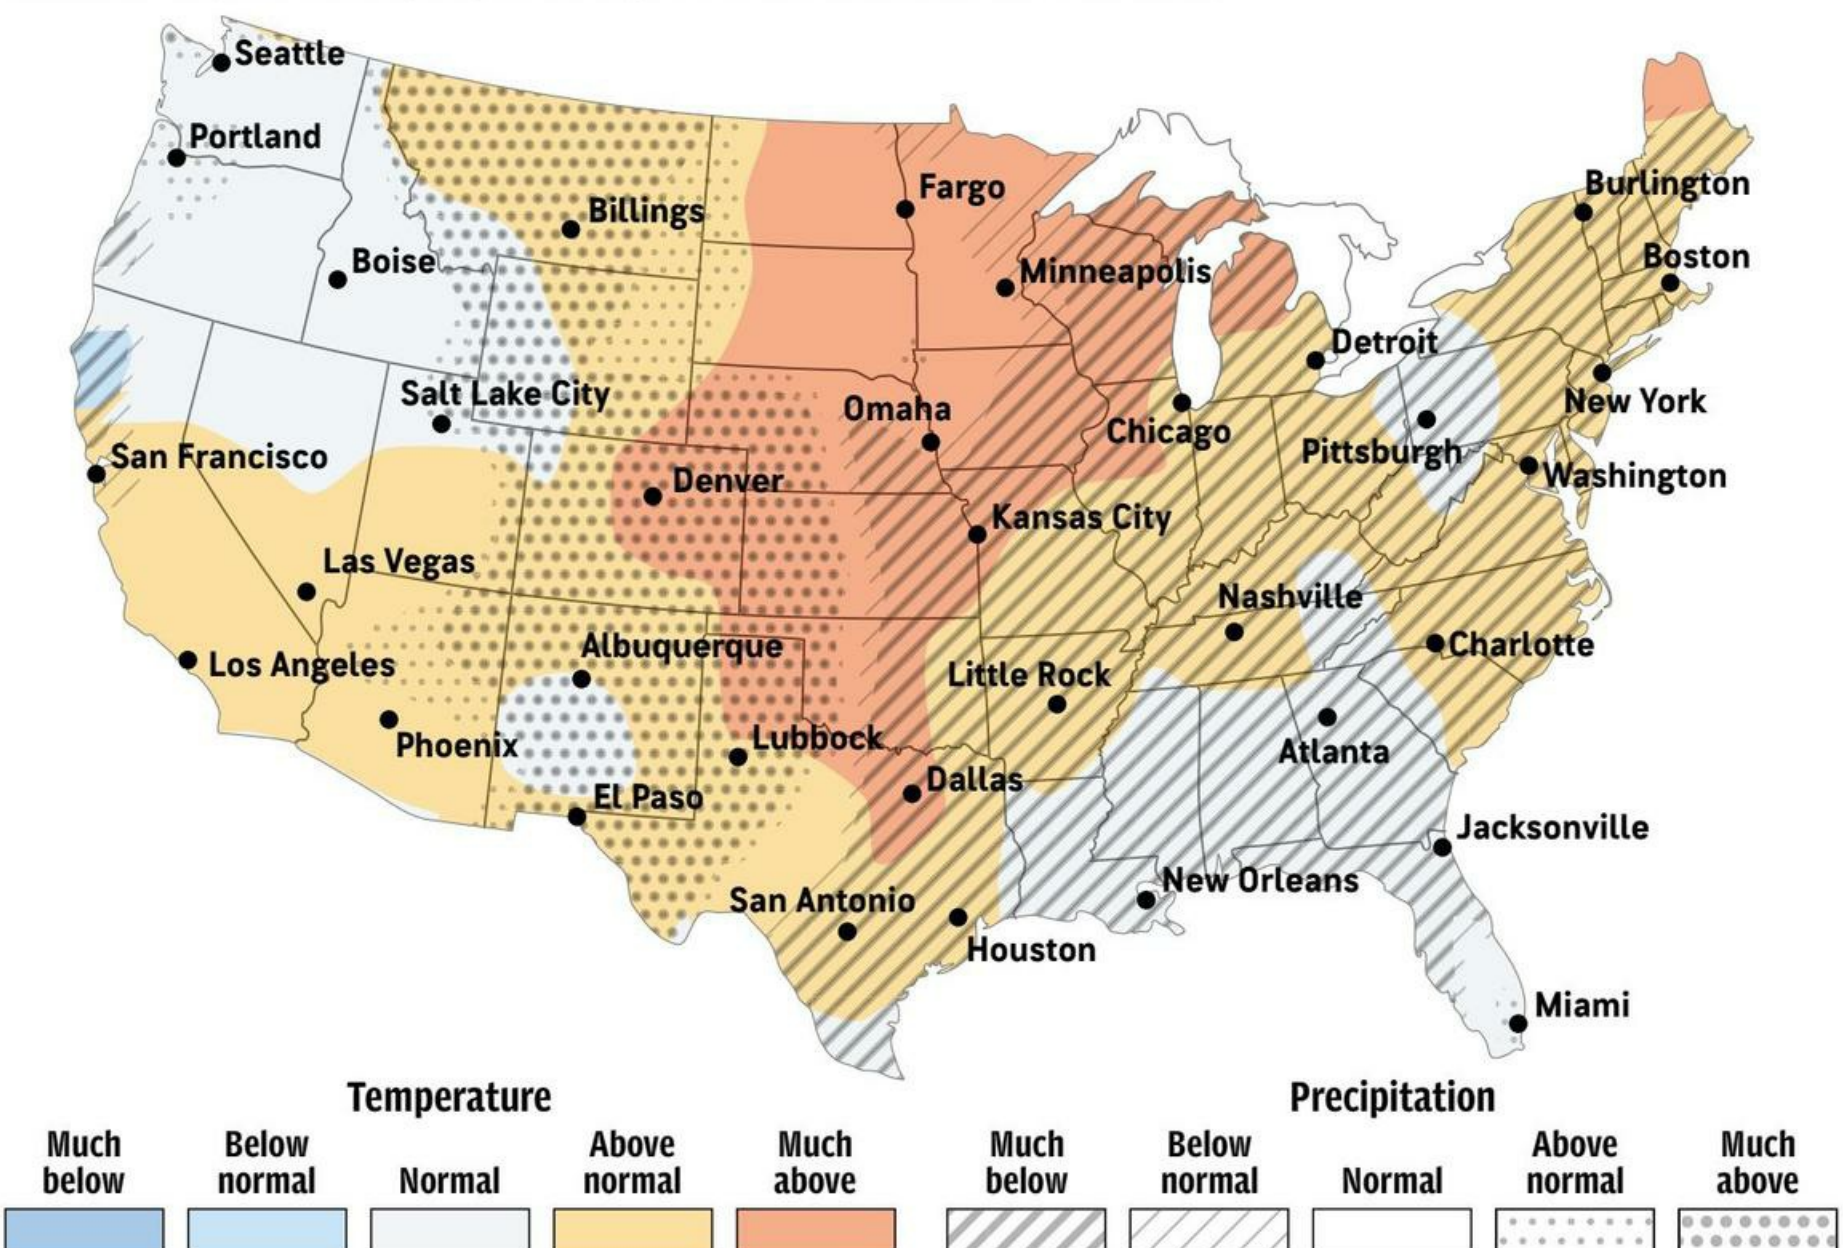 Seattle
Portland
Billings
Boise
Fargo
Minneapolis
Burlington
Boston
Detroit
New York
Salt Lake City
Omaha
Chicago
Pittsburgh
Washington
San Francisco
Denver
Kansas City
Las Vegas
Nashville
Charlotte
Los Angeles
Albuquerque
Little Rock
Phoenix
Lubbock
Atlanta
Dallas
El Paso
Jacksonville
San Antonio
New Orleans
Houston
Miami
Temperature
Much
below
Below
normal
Normal
Above
normal
Much
above
Precipitation
Much
below
Below
normal
Normal
Above
normal
Much
above